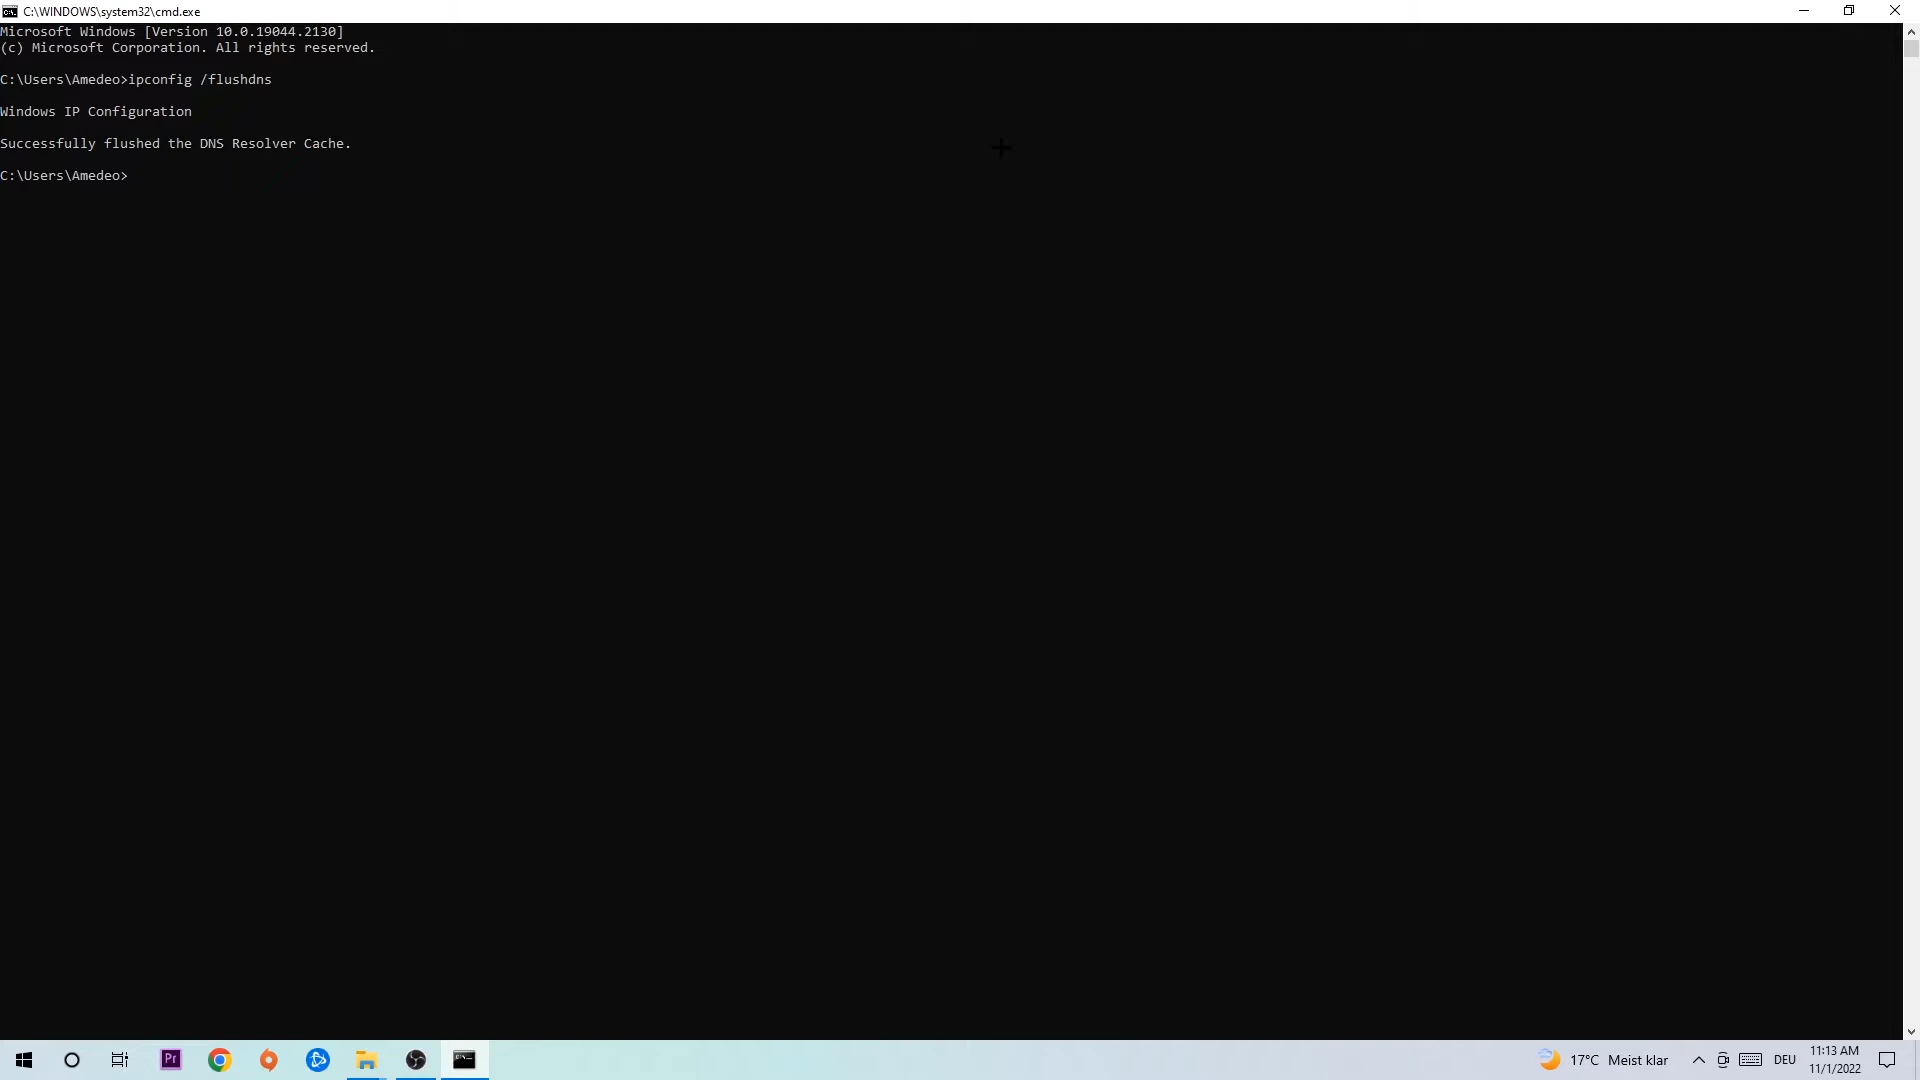 C:\WINDOWS\system32\cmd.exe
Microsoft Windows [Version 10.0.19044.2130]
(c) Microsoft Corporation. All rights reserved.
C:\Users\Amedeo>ipconfig /flushdns
Windows IP Configuration
Successfully flushed the DNS Resolver Cache.
C:\Users\Amedeo>
Pr
17°C Meist klar
DEU
11:13 AM
11/1/2022